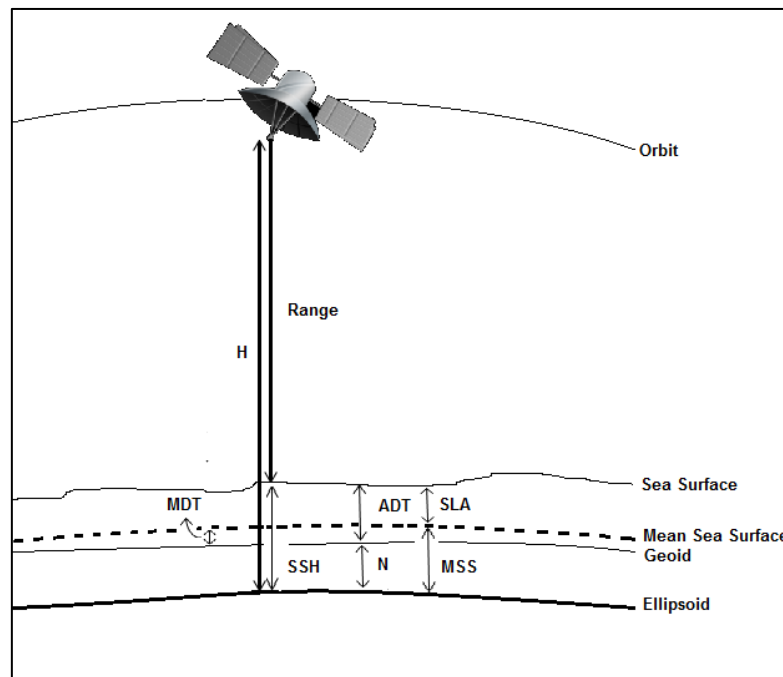 Orbit
Range
H
Sea Surface
MDT
ADT
SLA
Mean Sea Surface
Geoid
SSH
N
MSS
Ellipsoid